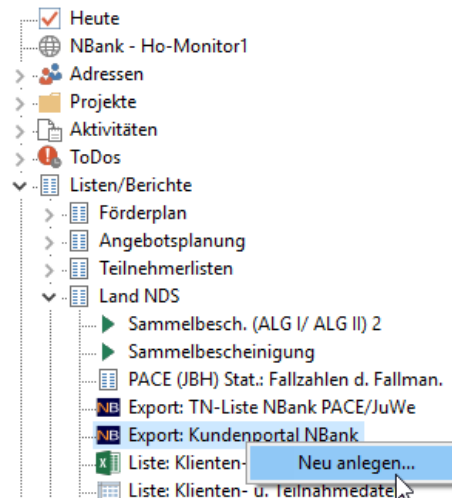 Heute
NBank - Ho-Monitor1
Adressen
Projekte
Aktivitäten
ToDos
Listen/Berichte
Förderplan
Angebotsplanung
Teilnehmerlisten
Land NDS
Sammelbesch. (ALG I/ ALG II) 2
Sammelbescheinigung
PACE (JBH) Stat.: Fallzahlen d. Fallman.
NB Export: TN-Liste NBank PACE/JuWe
NB Export: Kundenportal NBank
Liste: Klienten- Neu anlegen...
Liste: Klienten- u. Teilnahmedaten